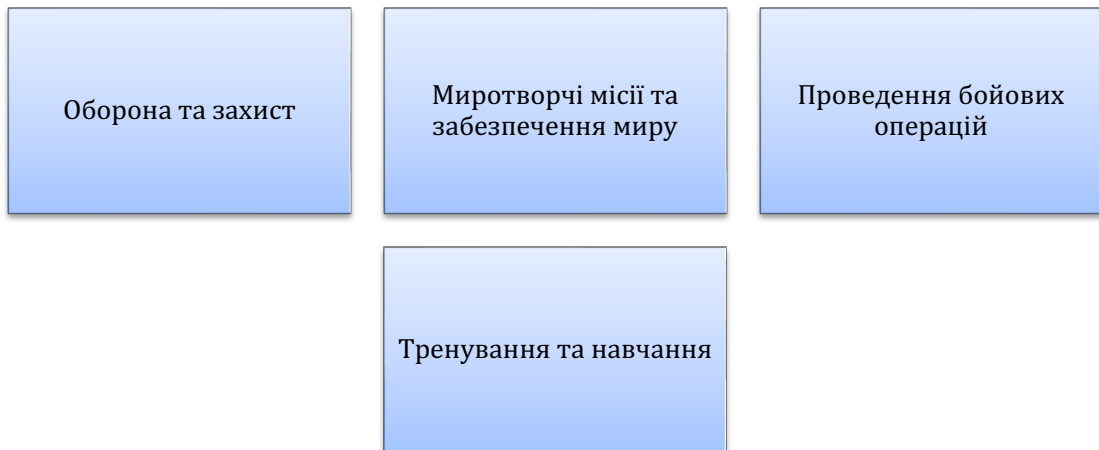 Оборона та захист
Миротворчі місії та
забезпечення миру
Проведення бойових
операцій
Тренування та навчання